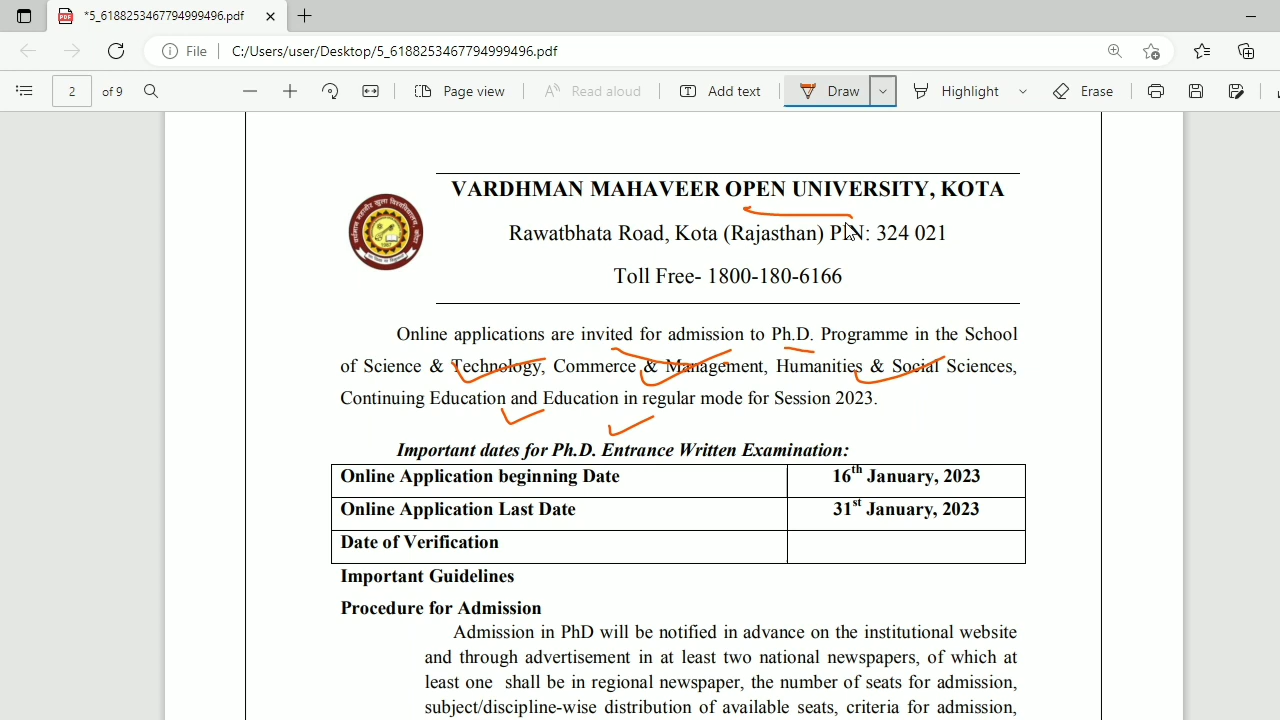 *5_6188253467794999496.pdf
File
C:/Users/user/Desktop/5_6188253467794999496.pdf
2 of 9
Page view
Read aloud
Add text
Draw
Highlight
Erase
VARDHMAN MAHAVEER OPEN UNIVERSITY, KOTA
Rawatbhata Road, Kota (Rajasthan) PIN: 324 021
Toll Free- 1800-180-6166
Online applications are invited for admission to Ph.D. Programme in the School
of Science & Technology, Commerce & Management, Humanities & Social Sciences,
Continuing Education and Education in regular mode for Session 2023.
Important dates for Ph.D. Entrance Written Examination:
Online Application beginning Date 16th January, 2023
Online Application Last Date 31st January, 2023
Date of Verification
Important Guidelines
Procedure for Admission
Admission in PhD will be notified in advance on the institutional website
and through advertisement in at least two national newspapers, of which at
least one shall be in regional newspaper, the number of seats for admission,
subject/discipline-wise distribution of available seats, criteria for admission,